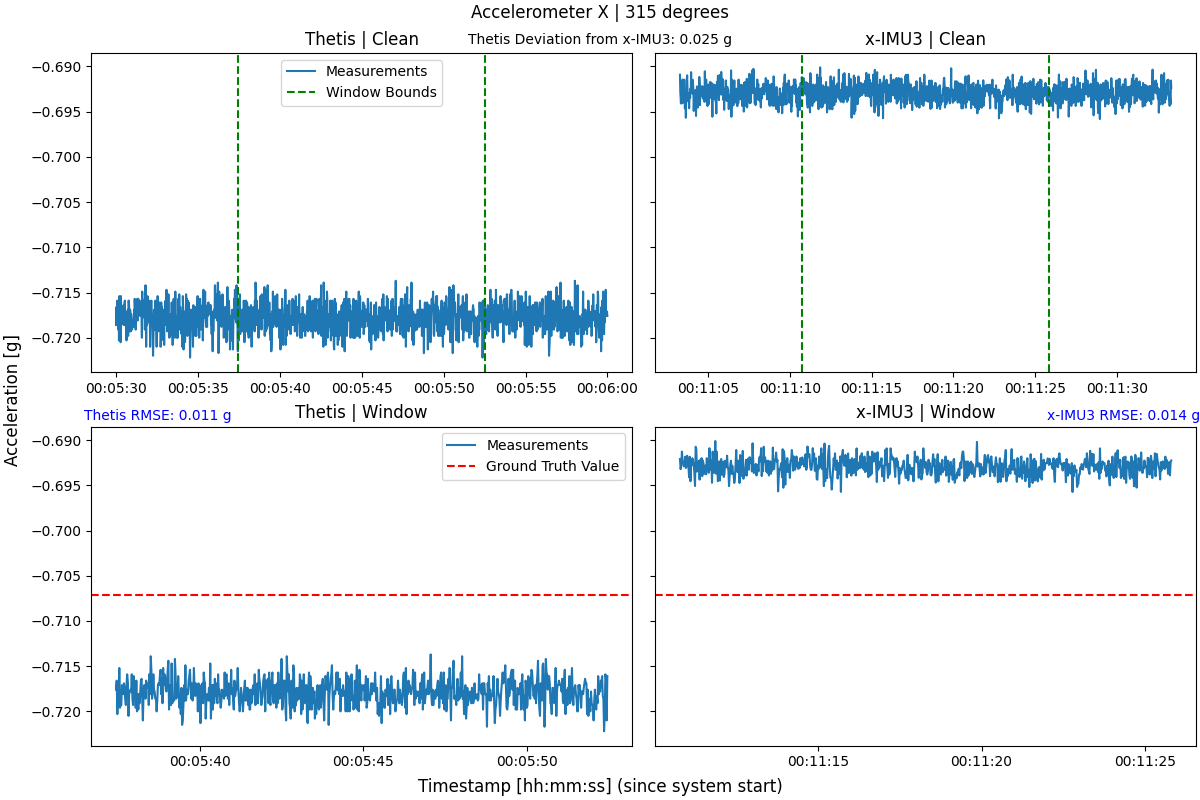 Accelerometer X | 315 degrees
Thetis | Clean
Thetis Deviation from x-IMU3: 0.025 g
x-IMU3 | Clean
Measurements
Window Bounds
−0.690
−0.695
−0.700
−0.705
−0.710
−0.715
−0.720
00:05:30 00:05:35 00:05:40 00:05:45 00:05:50 00:05:55 00:06:00
00:11:05 00:11:10 00:11:15 00:11:20 00:11:25 00:11:30
Acceleration [g]
Thetis RMSE: 0.011 g
Thetis | Window
x-IMU3 | Window
x-IMU3 RMSE: 0.014 g
Measurements
Ground Truth Value
−0.690
−0.695
−0.700
−0.705
−0.710
−0.715
−0.720
00:05:40 00:05:45 00:05:50
00:11:15 00:11:20 00:11:25
Timestamp [hh:mm:ss] (since system start)